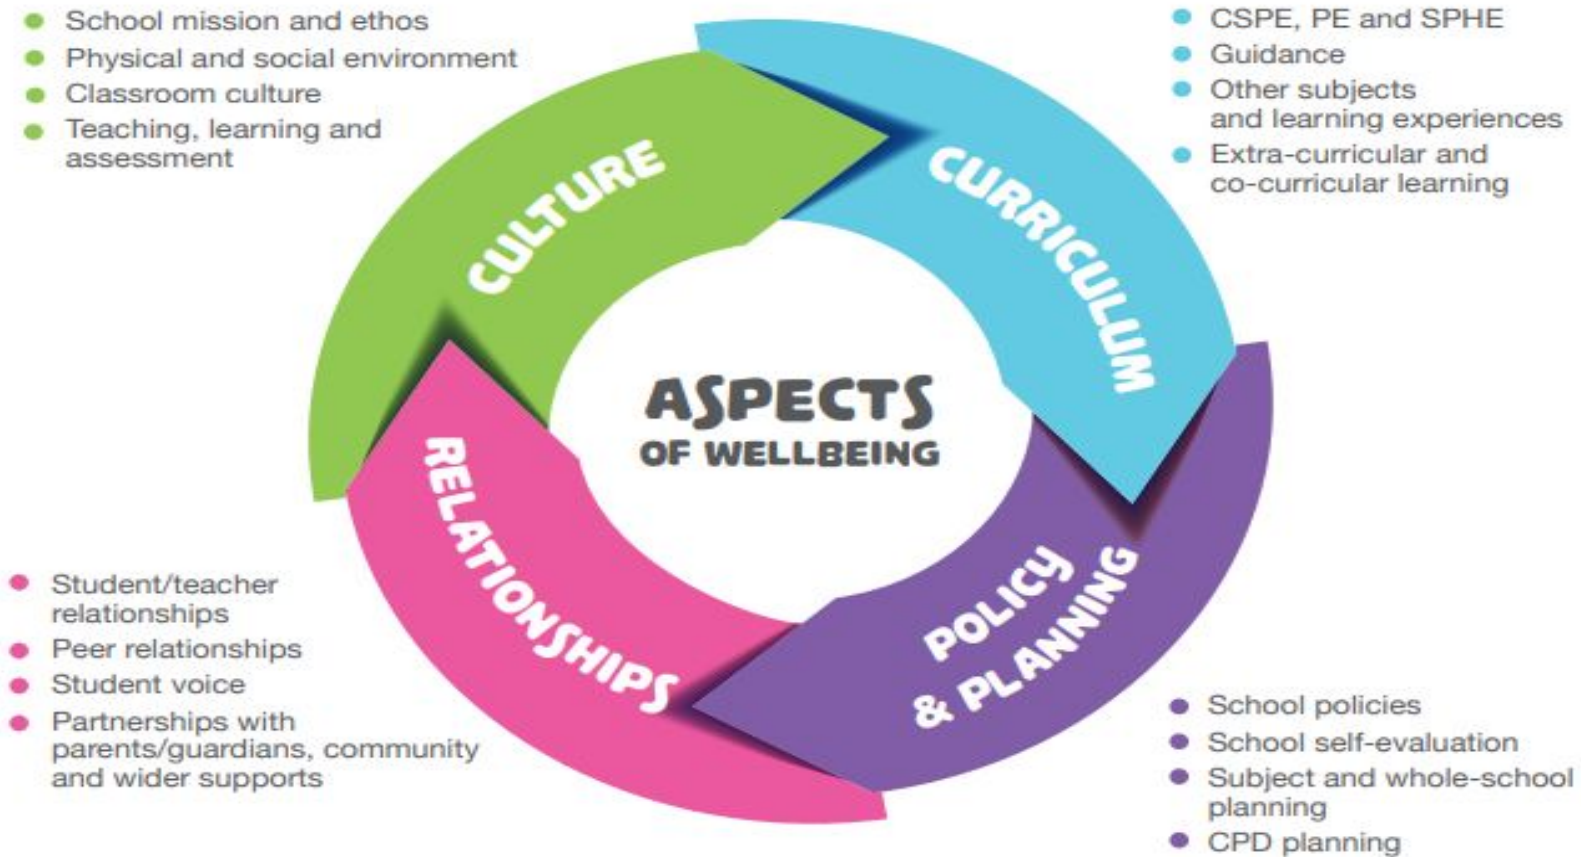 School mission and ethos
Physical and social environment
Classroom culture
Teaching, learning and
assessment
CSPE, PE and SPHE
Guidance
Other subjects
and learning experiences
Extra-curricular and
co-curricular learning
CULTURE
CURRICULUM
ASPECTS
OF WELLBEING
RELATIONSHIPS
POLICY
& PLANNING
Student/teacher
relationships
Peer relationships
Student voice
Partnerships with
parents/guardians, community
and wider supports
School policies
School self-evaluation
Subject and whole-school
planning
CPD planning